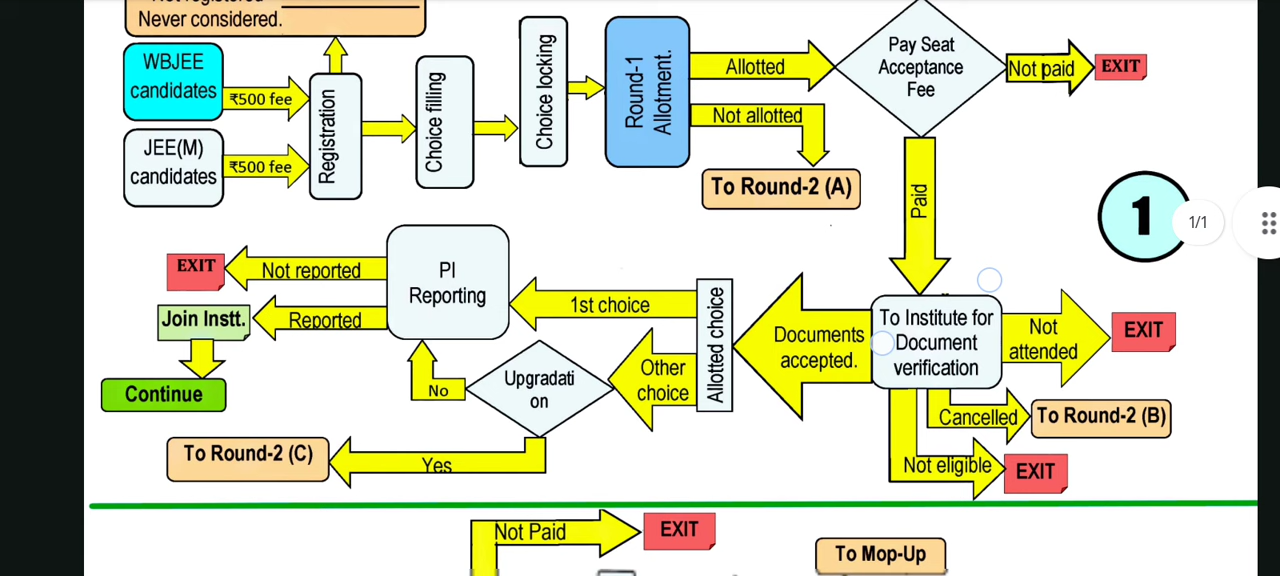 Never considered.
WBJEE
candidates
₹500 fee
JEE(M)
candidates
₹500 fee
Registration
Choice filling
Choice locking
Round-1
Allotment.
Allotted
Not allotted
To Round-2 (A)
Pay Seat
Acceptance
Fee
Not paid
EXIT
Paid
1
1/1
To Institute for
Document
verification
Not
attended
EXIT
Cancelled
To Round-2 (B)
Not eligible
EXIT
Documents
accepted.
Allotted choice
1st choice
Other
choice
PI
Reporting
Not reported
EXIT
Reported
Join Instt.
Continue
Upgradati
on
No
Yes
To Round-2 (C)
Not Paid
EXIT
To Mop-Up